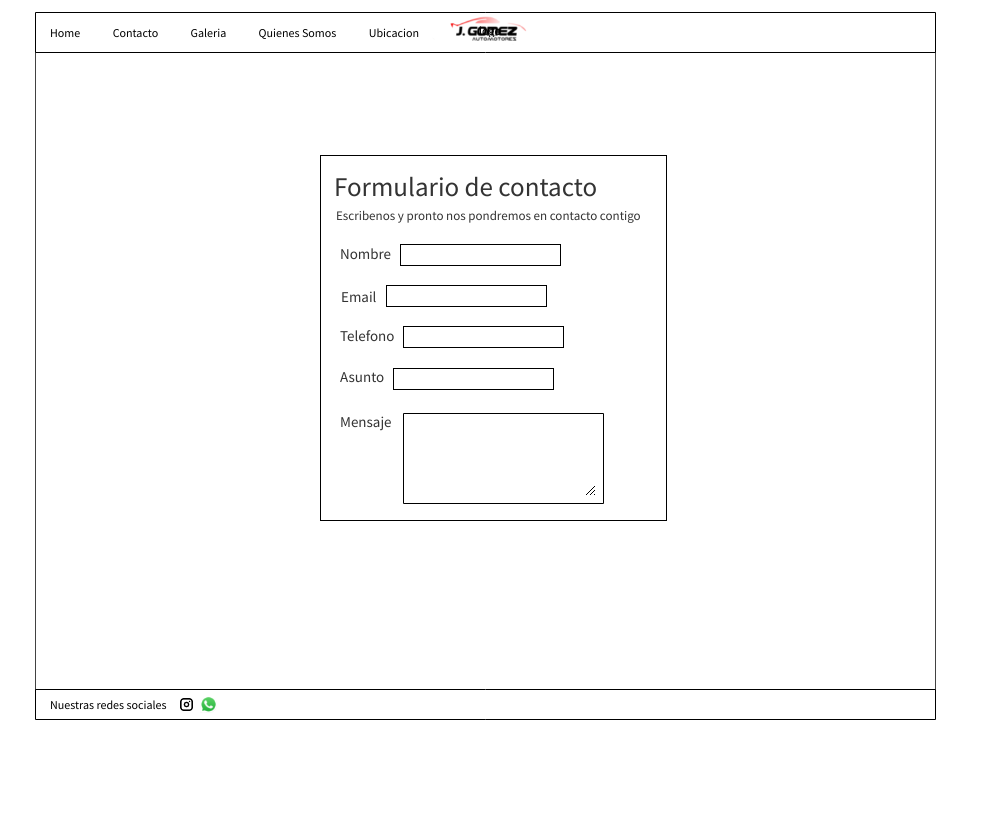 Home Contacto Galeria Quienes Somos Ubicacion J. GOMEZ
AUTOMOTORES
Formulario de contacto
Escribenos y pronto nos pondremos en contacto contigo
Nombre
Email
Telefono
Asunto
Mensaje
Nuestras redes sociales